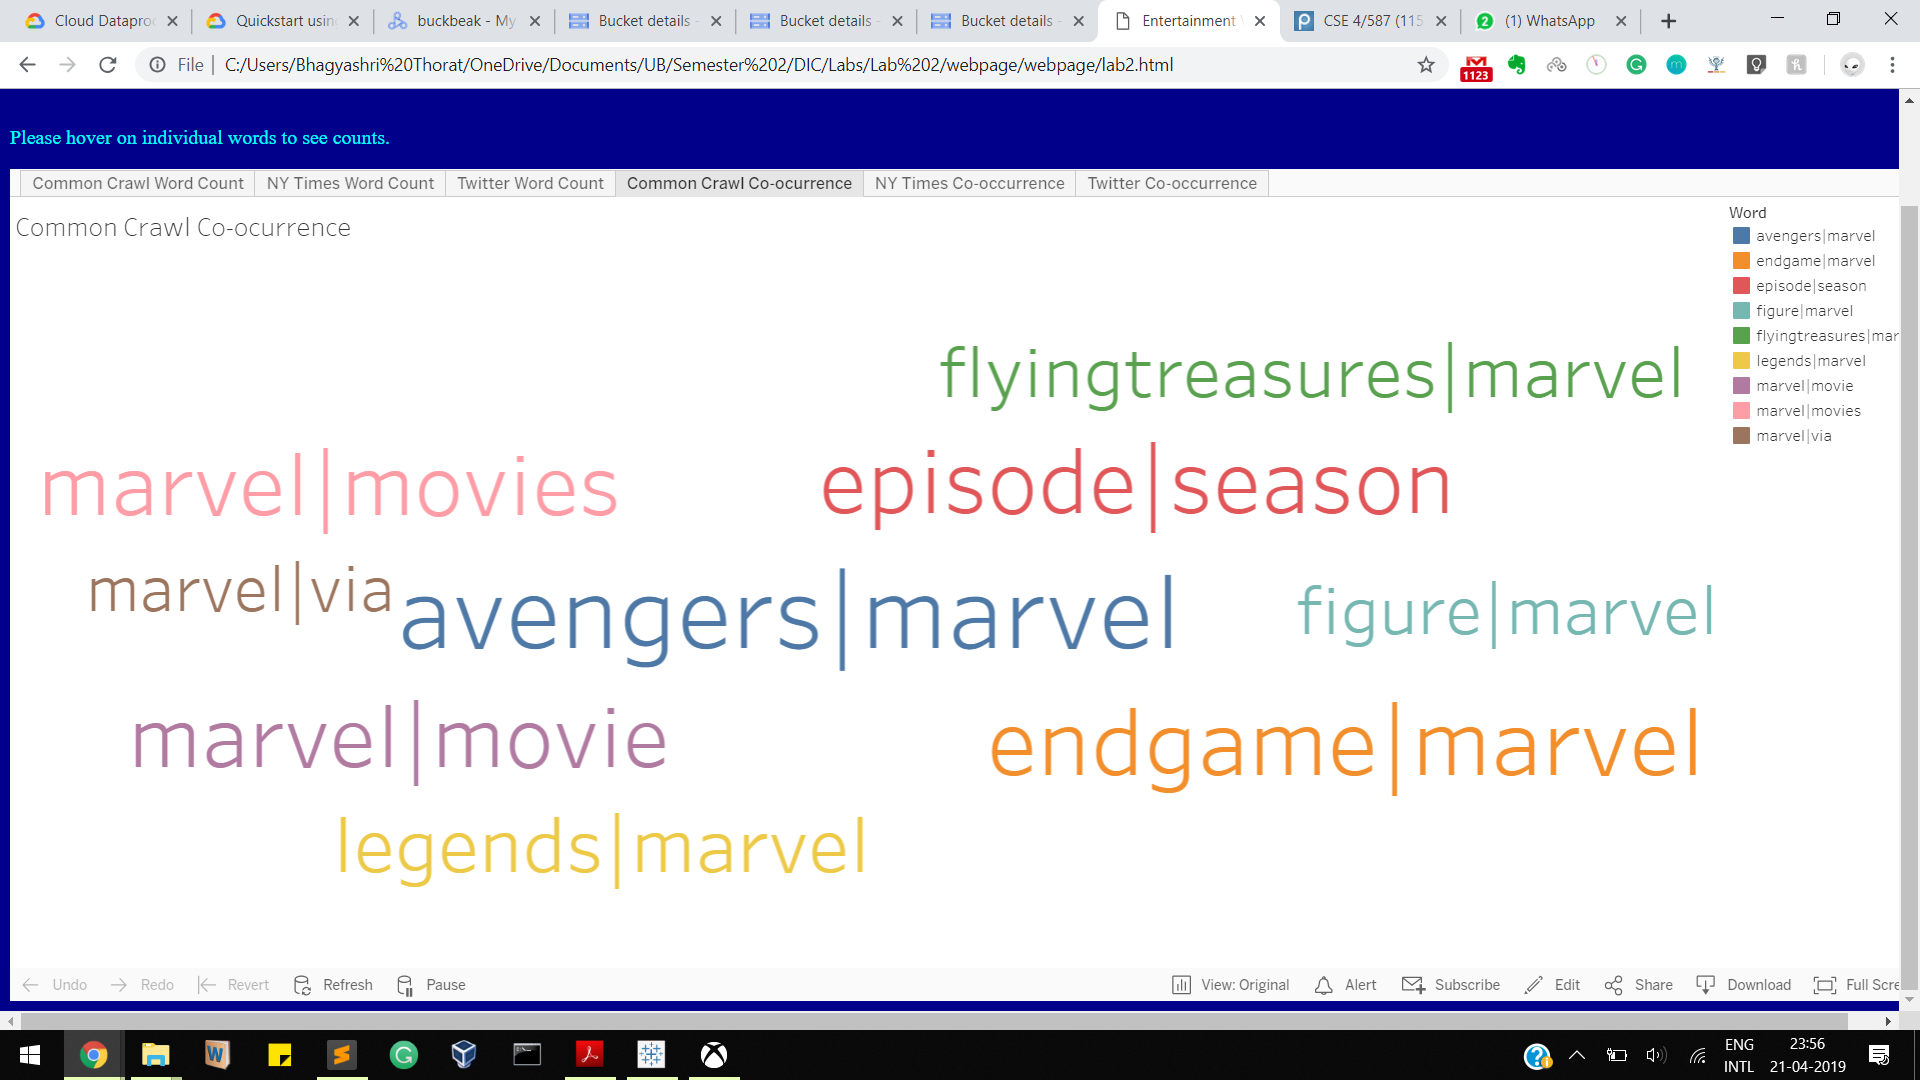 Cloud Dataproc
Quickstart using
buckbeak - My
Bucket details -
Bucket details -
Bucket details -
Entertainment
CSE 4/587 (115
(1) WhatsApp
File C:/Users/Bhagyashri%20Thorat/OneDrive/Documents/UB/Semester%202/DIC/Labs/Lab%202/webpage/webpage/lab2.html
1123
Please hover on individual words to see counts.
Common Crawl Word Count NY Times Word Count Twitter Word Count Common Crawl Co-ocurrence NY Times Co-occurrence Twitter Co-occurrence
Common Crawl Co-ocurrence
Word
avengers|marvel
endgame|marvel
episode|season
figure|marvel
flyingtreasures|mar
legends|marvel
marvel|movie
marvel|movies
marvel|via
flyingtreasures|marvel
marvel|movies
episode|season
marvel|via
avengers|marvel
figure|marvel
marvel|movie
endgame|marvel
legends|marvel
Undo Redo Revert Refresh Pause View: Original Alert Subscribe Edit Share Download Full Scre
ENG
INTL
23:56
21-04-2019